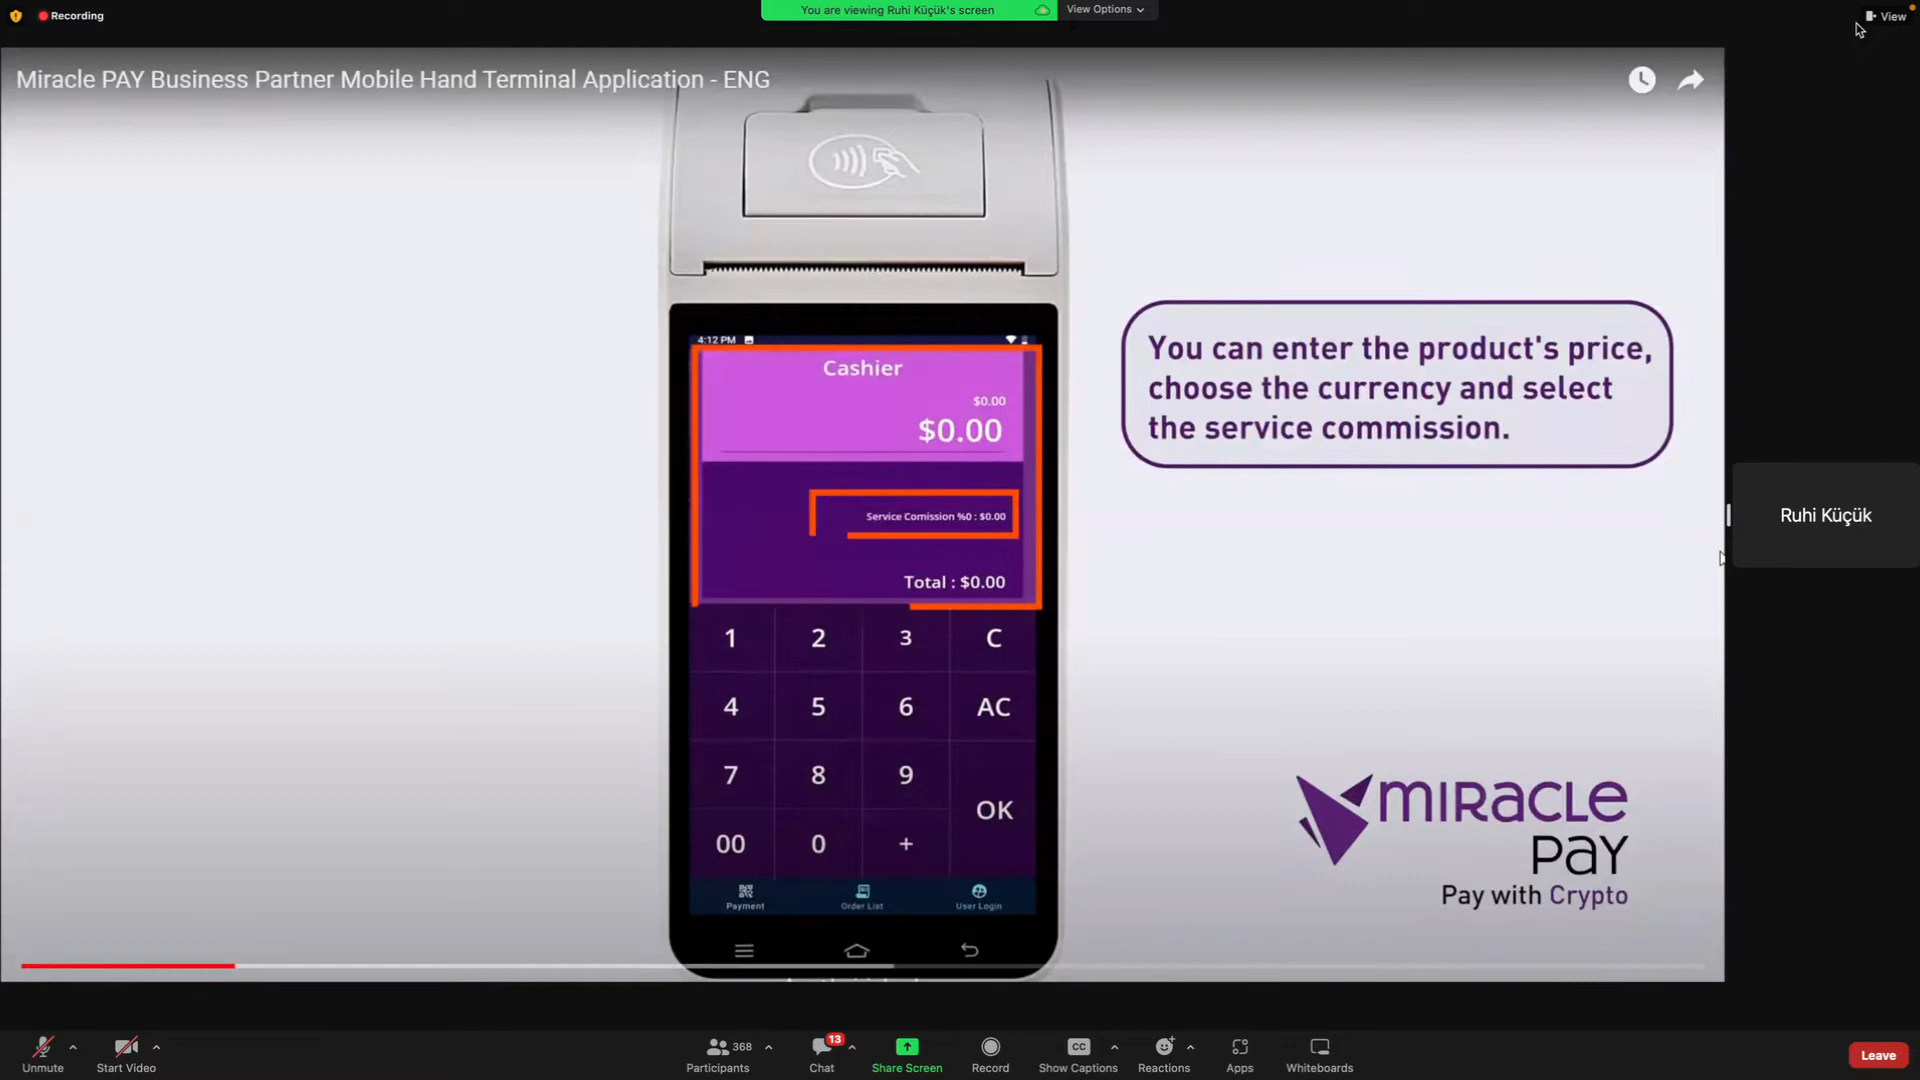 Recording
You are viewing Ruhi Küçük's screen
View Options
View
Miracle PAY Business Partner Mobile Hand Terminal Application - ENG
4:12 PM
Cashier
$0.00
$0.00
Service Comission %0 : $0.00
Total : $0.00
1 2 3 C
4 5 6 AC
7 8 9
OK
00 0 +
Payment
Order List
User Login
You can enter the product's price,
choose the currency and select
the service commission.
Ruhi Küçük
MIRACLE
PAY
Pay with Crypto
Unmute
Start Video
368
Participants
13
Chat
Share Screen
Record
CC
Show Captions
Reactions
Apps
Whiteboards
Leave